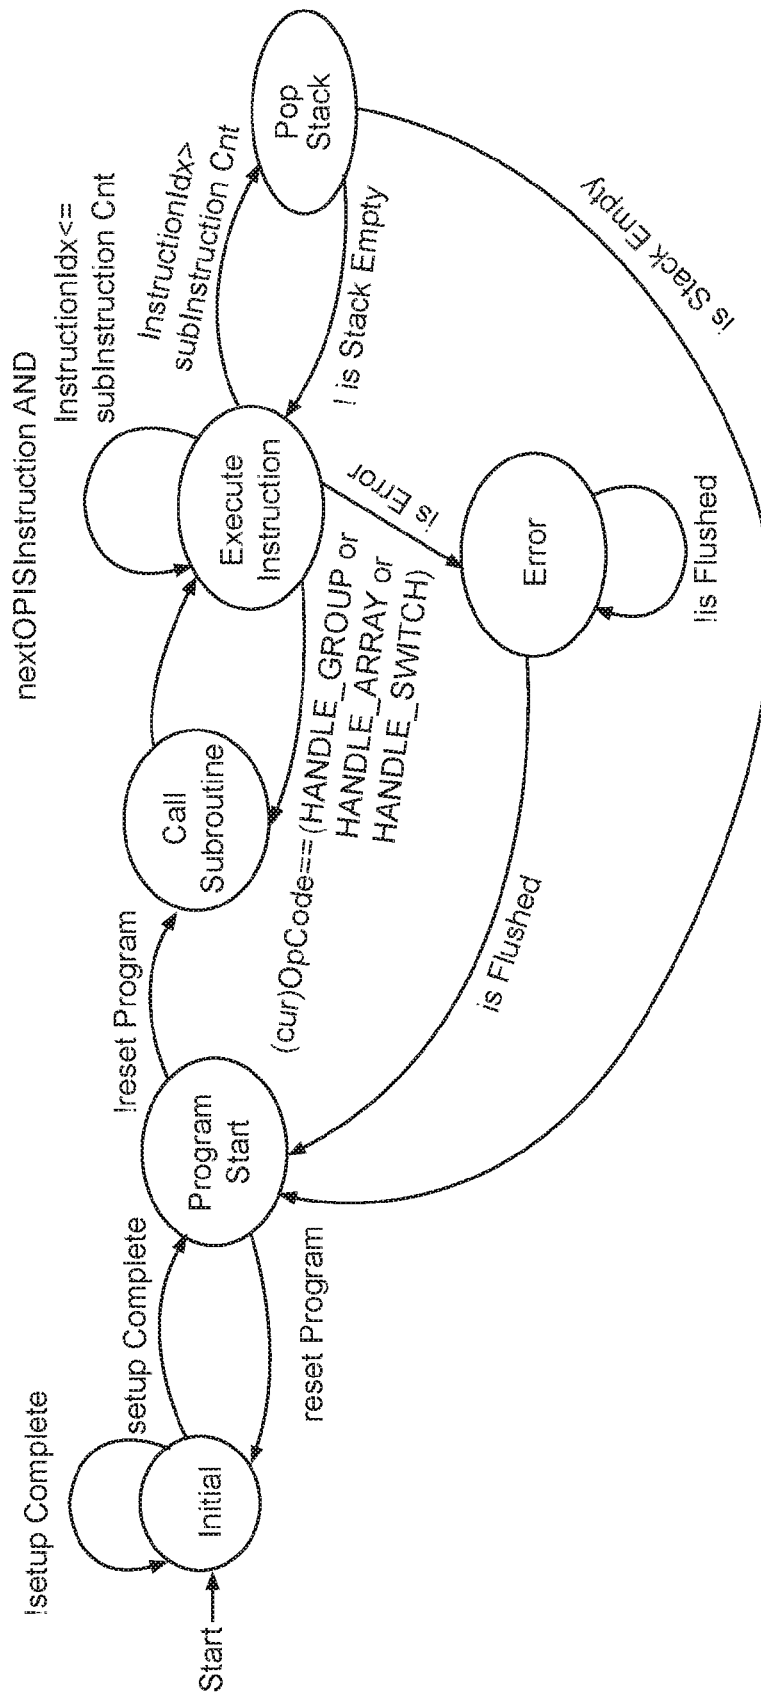 Start
!setup Complete
Initial
setup Complete
reset Program
Program
Start
!reset Program
Call
Subroutine
(cur)OpCode==(HANDLE_GROUP or
HANDLE_ARRAY or
HANDLE_SWITCH)
nextOPISInstruction AND
InstructionIdx<=
subInstruction Cnt
Execute
Instruction
InstructionIdx>
subInstruction Cnt
! is Stack Empty
Pop
Stack
is Error
Error
!is Flushed
is Flushed
is Stack Empty